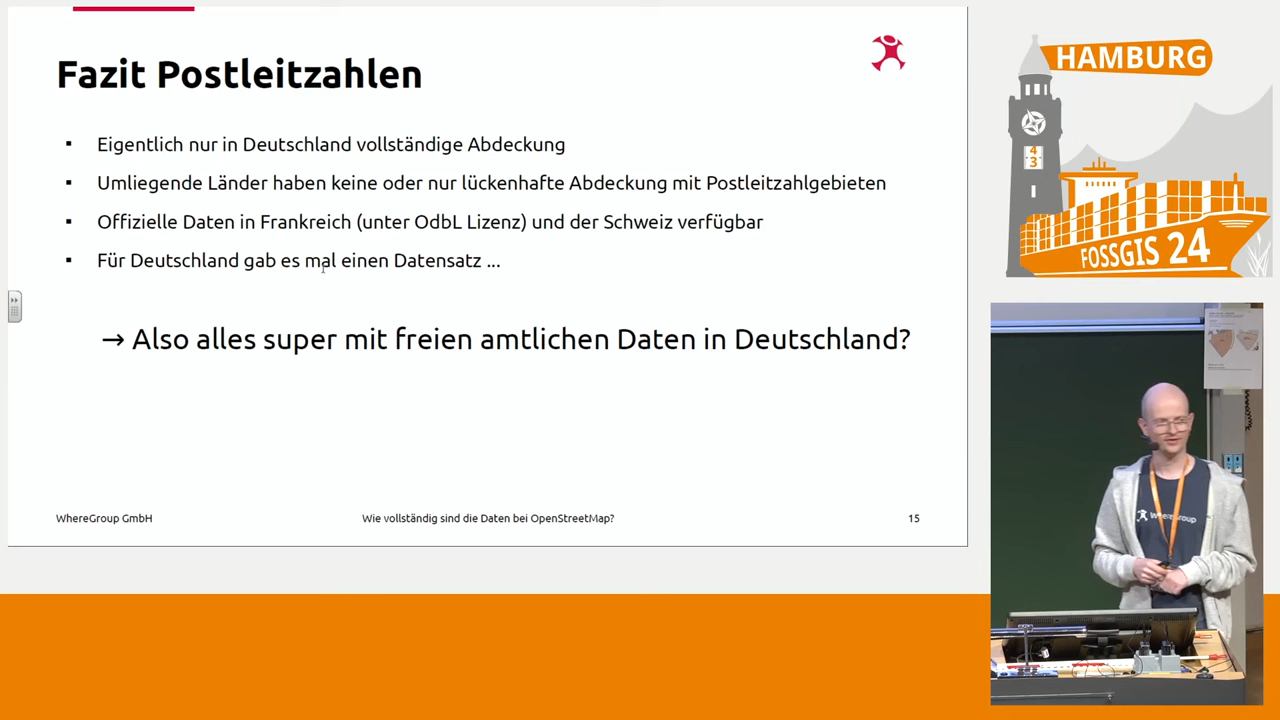 Fazit Postleitzahlen
▪ Eigentlich nur in Deutschland vollständige Abdeckung
▪ Umliegende Länder haben keine oder nur lückenhafte Abdeckung mit Postleitzahlgebieten
▪ Offizielle Daten in Frankreich (unter OdbL Lizenz) und der Schweiz verfügbar
▪ Für Deutschland gab es mal einen Datensatz ...
→ Also alles super mit freien amtlichen Daten in Deutschland?
WhereGroup GmbH
Wie vollständig sind die Daten bei OpenStreetMap?
15
HAMBURG
4
3
FOSSGIS 24
WhereGroup